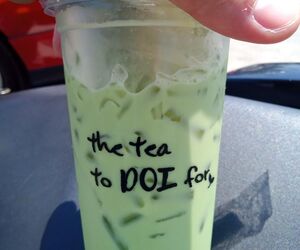 the tea
to DOI for,